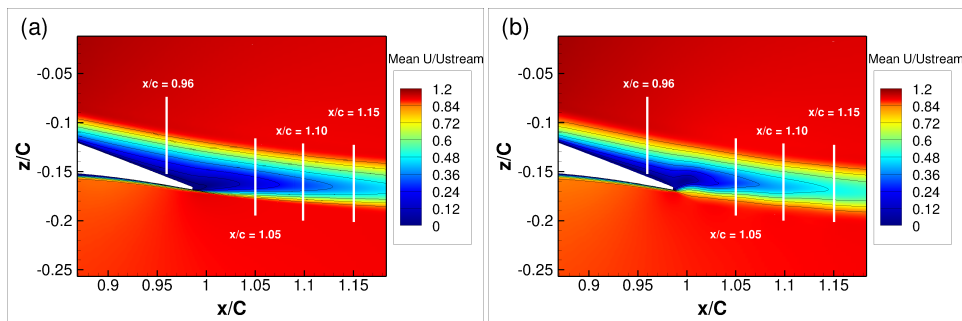 (a)
Mean U/Ustream
1.2
0.84
0.72
0.6
0.48
0.36
0.24
0.12
0
x/c = 0.96
x/c = 1.15
x/c = 1.10
x/c = 1.05
-0.05
-0.1
-0.15
-0.2
-0.25
z/C
0.9
0.95
1
1.05
1.1
1.15
x/C
(b)
Mean U/Ustream
1.2
0.84
0.72
0.6
0.48
0.36
0.24
0.12
0
x/c = 0.96
x/c = 1.15
x/c = 1.10
x/c = 1.05
-0.05
-0.1
-0.15
-0.2
-0.25
z/C
0.9
0.95
1
1.05
1.1
1.15
x/C